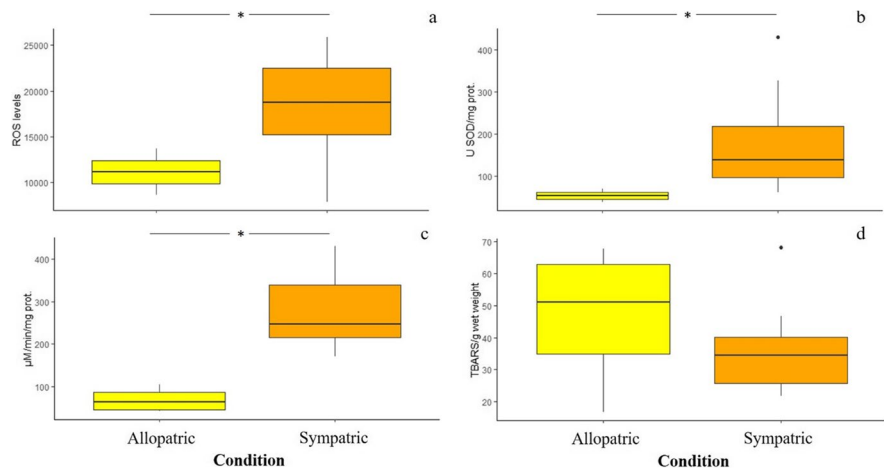 *
a
ROS levels
25000
20000
15000
10000
*
b
U SOD/mg prot.
400
300
200
100
*
c
µM/min/mg prot.
400
300
200
100
Allopatric Sympatric
Condition
d
TBARS/g wet weight
70
60
50
40
30
20
Allopatric Sympatric
Condition